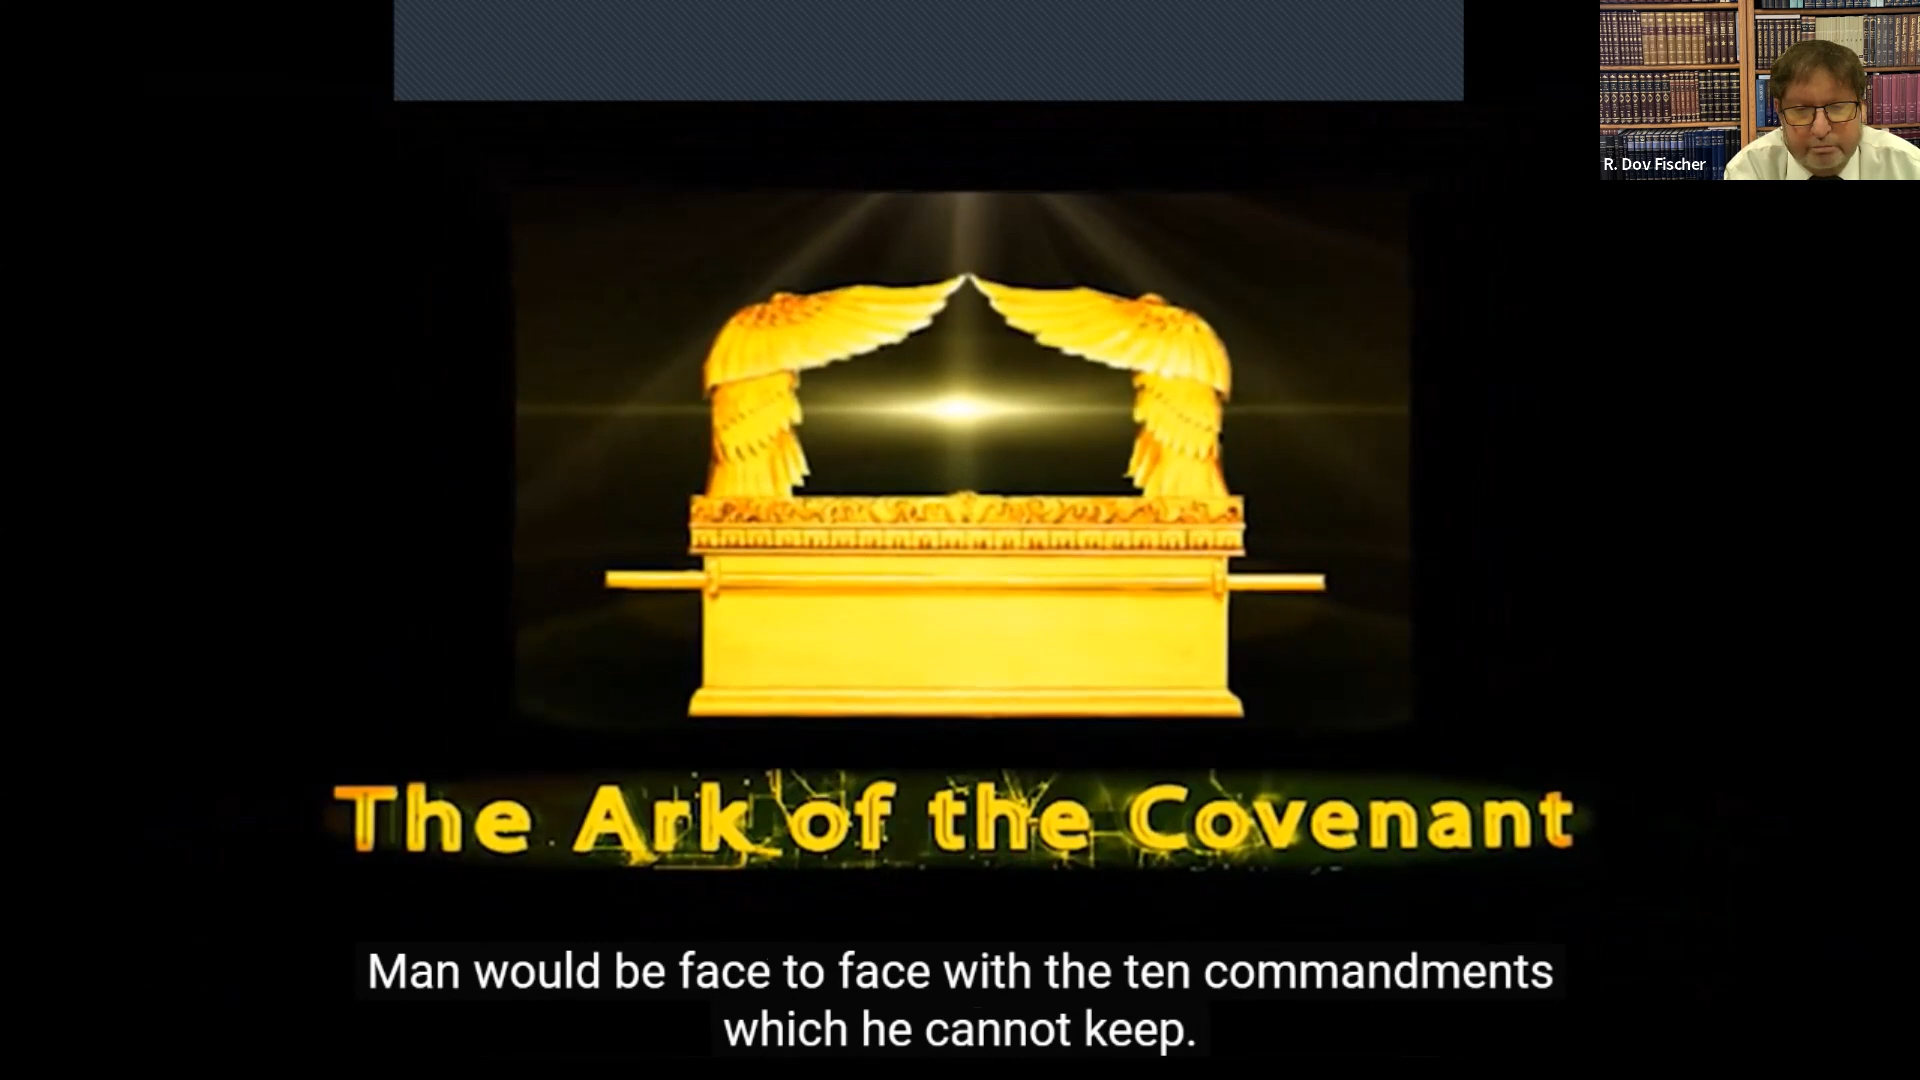 R. Dov Fischer
The Ark of the Covenant
Man would be face to face with the ten commandments
which he cannot keep.